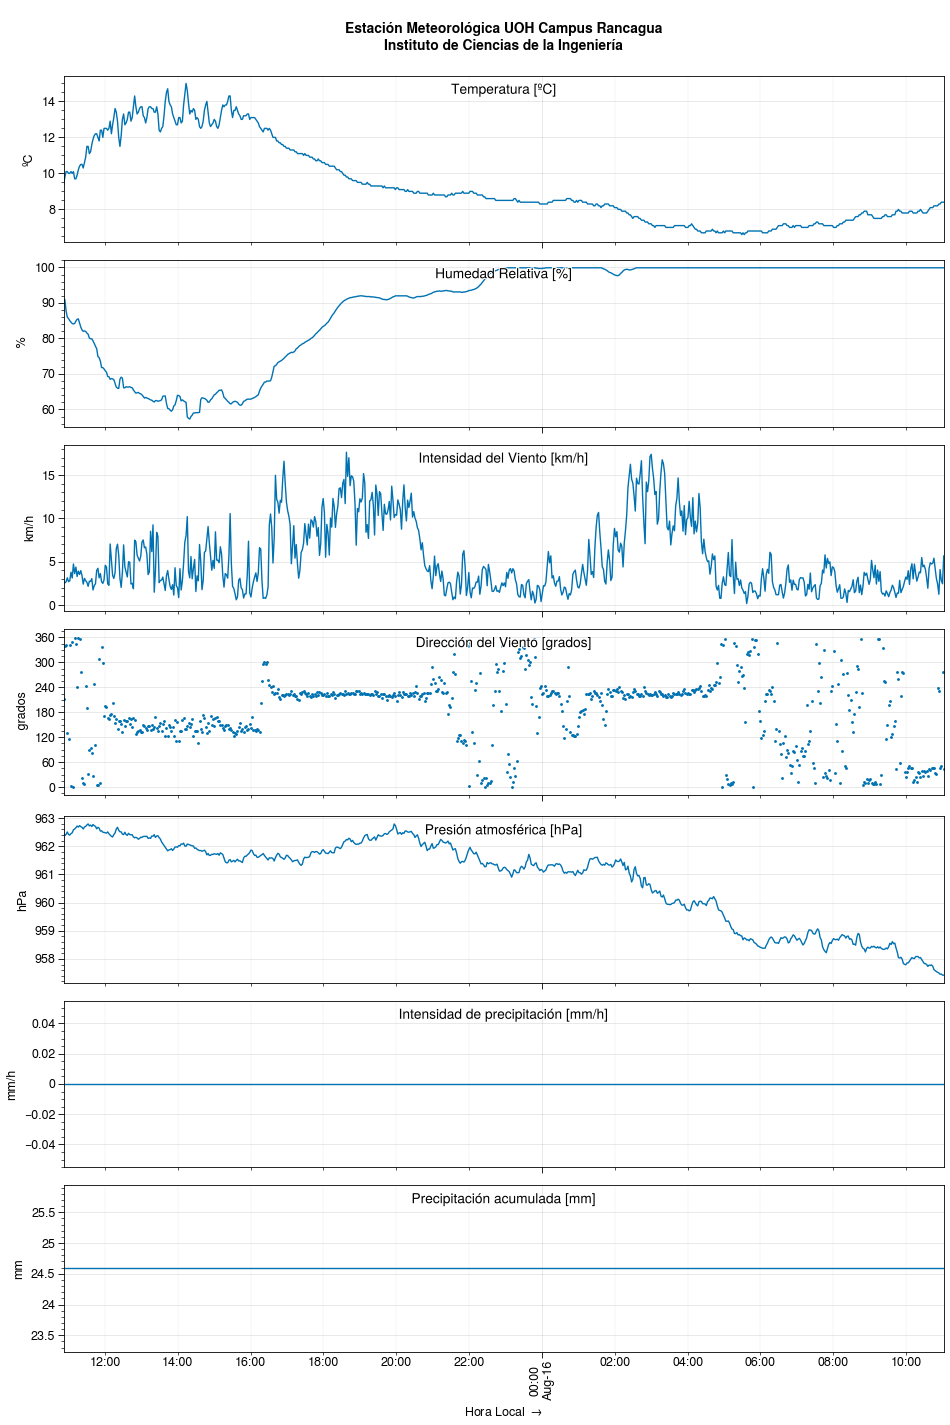 Estación Meteorológica UOH Campus Rancagua
Instituto de Ciencias de la Ingeniería
Temperatura [ºC]
14
12
10
8
ºC
Humedad Relativa [%]
100
90
80
70
60
%
Intensidad del Viento [km/h]
15
10
5
0
km/h
Dirección del Viento [grados]
360
300
240
180
120
60
0
grados
Presión atmosférica [hPa]
963
962
961
960
959
958
hPa
Intensidad de precipitación [mm/h]
0.04
0.02
0
−0.02
−0.04
mm/h
Precipitación acumulada [mm]
25.5
25
24.5
24
23.5
mm
12:00 14:00 16:00 18:00 20:00 22:00 00:00 02:00 04:00 06:00 08:00 10:00
Aug-16
Hora Local →